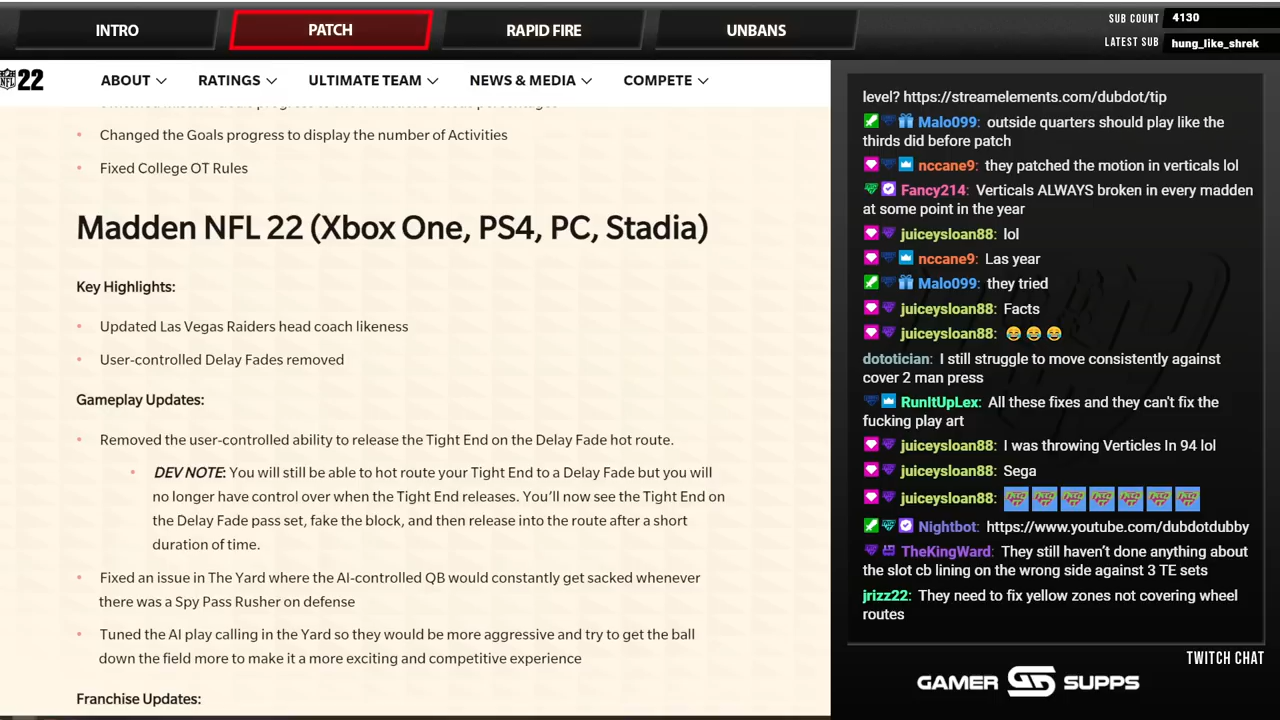 INTRO
PATCH
RAPID FIRE
UNBANS
SUB COUNT 4130
LATEST SUB hung_like_shrek
NFL 22
ABOUT
RATINGS
ULTIMATE TEAM
NEWS & MEDIA
COMPETE
Changed the Goals progress to display the number of Activities
Fixed College OT Rules
Madden NFL 22 (Xbox One, PS4, PC, Stadia)
Key Highlights:
Updated Las Vegas Raiders head coach likeness
User-controlled Delay Fades removed
Gameplay Updates:
Removed the user-controlled ability to release the Tight End on the Delay Fade hot route.
DEV NOTE: You will still be able to hot route your Tight End to a Delay Fade but you will
no longer have control over when the Tight End releases. You'll now see the Tight End on
the Delay Fade pass set, fake the block, and then release into the route after a short
duration of time.
Fixed an issue in The Yard where the AI-controlled QB would constantly get sacked whenever
there was a Spy Pass Rusher on defense
Tuned the AI play calling in the Yard so they would be more aggressive and try to get the ball
down the field more to make it a more exciting and competitive experience
Franchise Updates:
level? https://streamelements.com/dubdot/tip
Malo099: outside quarters should play like the
thirds did before patch
nccane9: they patched the motion in verticals lol
Fancy214: Verticals ALWAYS broken in every madden
at some point in the year
juiceysloan88: lol
nccane9: Las year
Malo099: they tried
juiceysloan88: Facts
juiceysloan88: 😂 😂 😂
dototician: I still struggle to move consistently against
cover 2 man press
RunItUpLex: All these fixes and they can't fix the
fucking play art
juiceysloan88: I was throwing Verticles In 94 lol
juiceysloan88: Sega
juiceysloan88:
Nightbot: https://www.youtube.com/dubdotdubby
TheKingWard: They still haven't done anything about
the slot cb lining on the wrong side against 3 TE sets
jrizz22: They need to fix yellow zones not covering wheel
routes
TWITCH CHAT
GAMER SUPPS